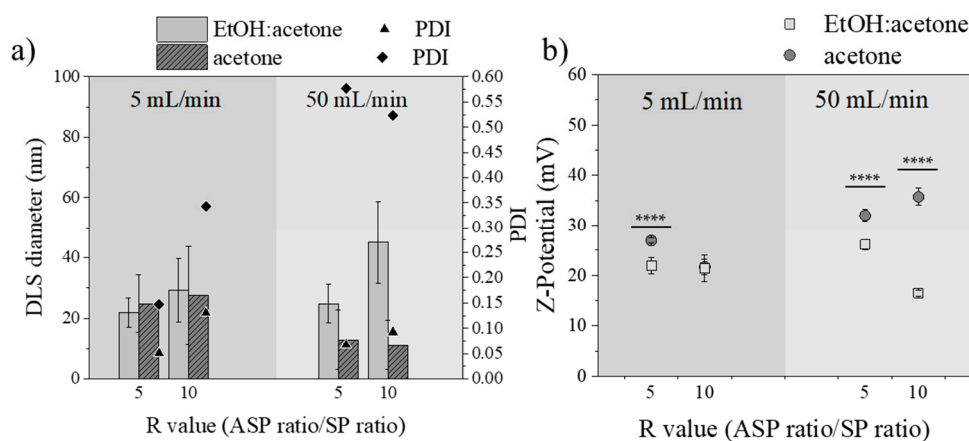 a)
EtOH:acetone
acetone
PDI
PDI
5 mL/min
50 mL/min
100
80
60
40
20
0
DLS diameter (nm)
0.60
0.55
0.50
0.45
0.40
0.35
0.30
0.25
0.20
0.15
0.10
0.05
0.00
PDI
5
10
5
10
R value (ASP ratio/SP ratio)
b)
EtOH:acetone
acetone
5 mL/min
50 mL/min
60
50
40
30
20
10
0
Z-Potential (mV)
****
****
****
5
10
5
10
R value (ASP ratio/SP ratio)